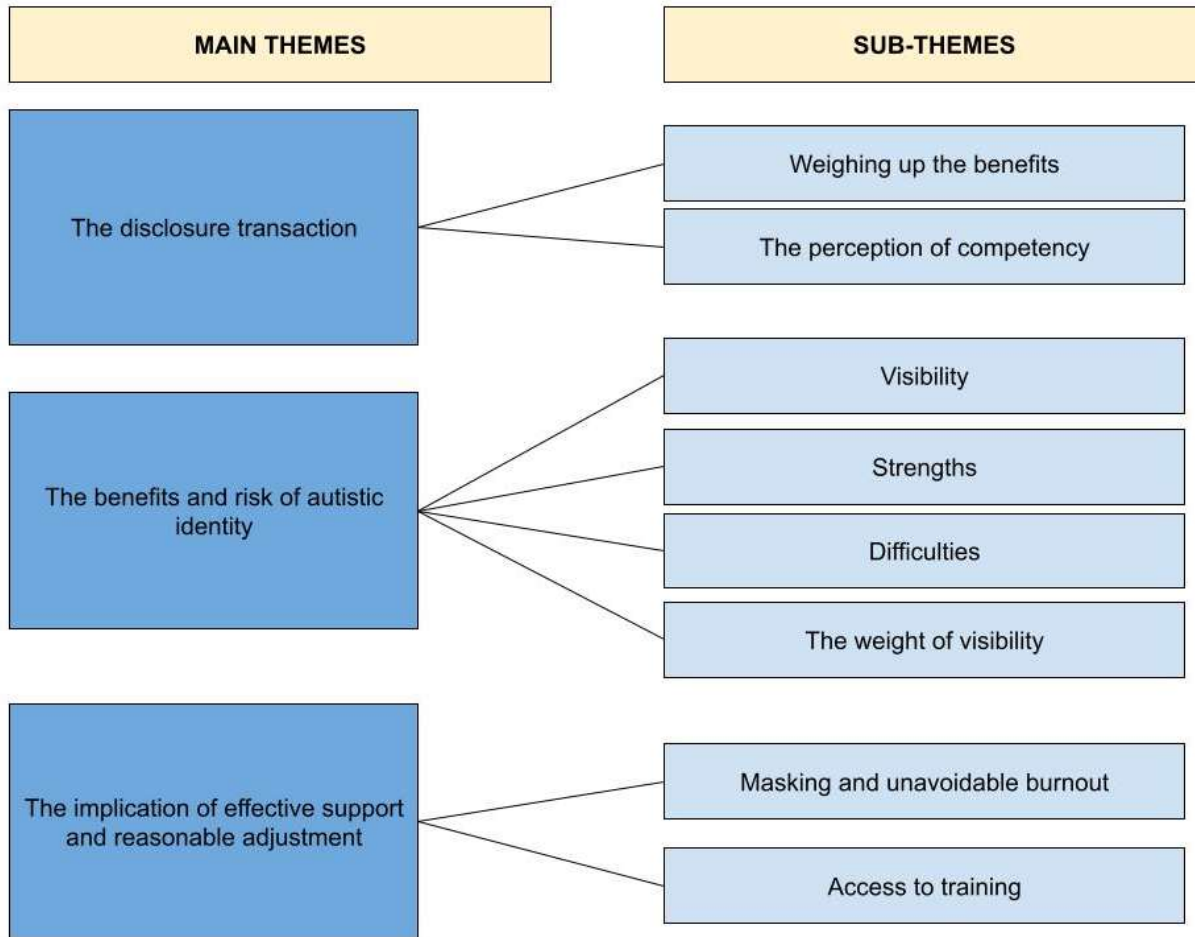 MAIN THEMES
SUB-THEMES
The disclosure transaction
Weighing up the benefits
The perception of competency
The benefits and risk of autistic
identity
Visibility
Strengths
Difficulties
The weight of visibility
The implication of effective support
and reasonable adjustment
Masking and unavoidable burnout
Access to training